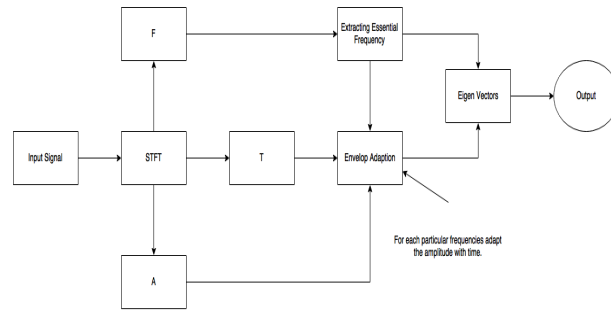 F
Extracting Essential
Frequency
Eigen Vectors
Output
Input Signal
STFT
T
Envelop Adaption
For each particular frequencies adapt
the amplitude with time.
A